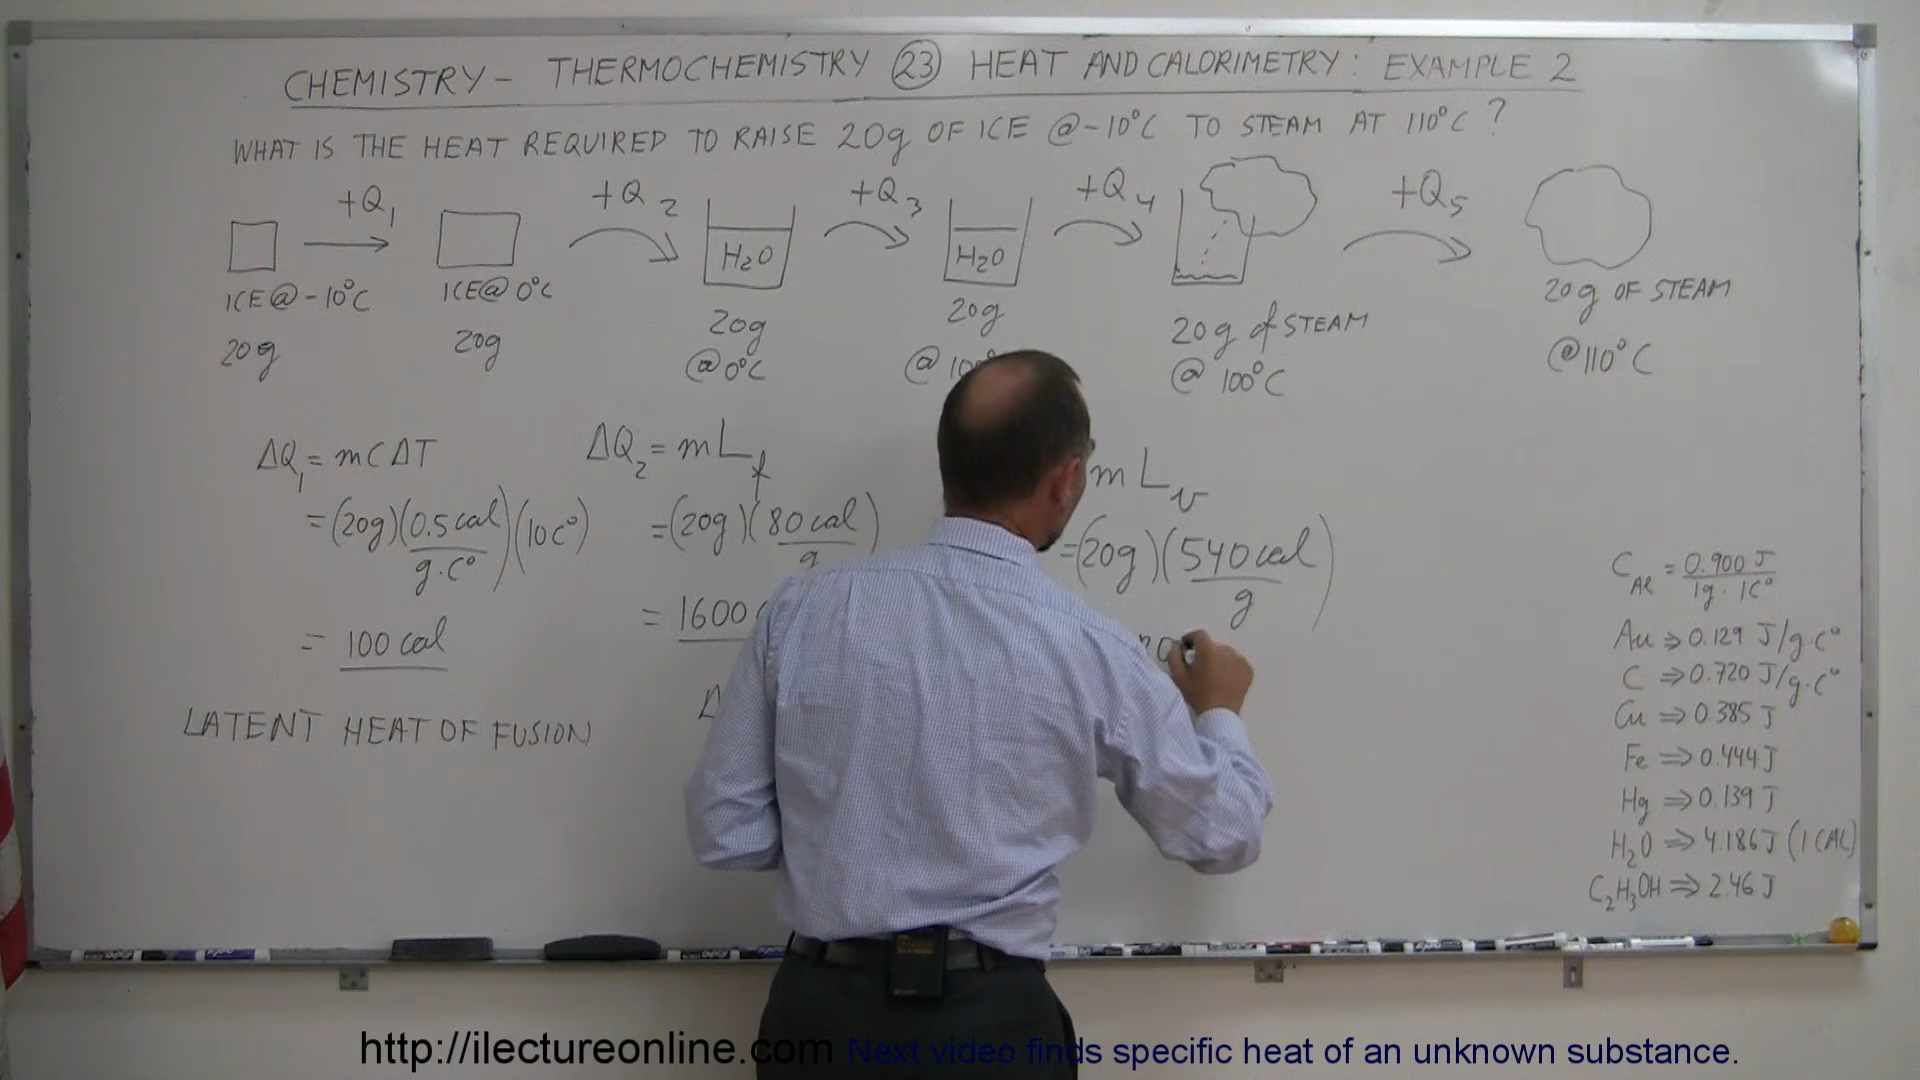 CHEMISTRY - THERMOCHEMISTRY 23 HEAT AND CALORIMETRY: EXAMPLE 2
WHAT IS THE HEAT REQUIRED TO RAISE 20g OF ICE @ -10°C TO STEAM AT 110°C ?
+Q1
+Q2
+Q3
+Q4
+Q5
H2O
H2O
ICE @ -10°C
20g
ICE @ 0°C
20g
20g
@ 0°C
20g
@ 100°
20g of STEAM
@ 100°C
20g OF STEAM
@ 110°C
ΔQ1 = mCΔT
= (20g)(0.5 cal/g·C°)(10C°)
= 100 cal
ΔQ2 = mLf
= (20g)(80 cal/g)
= 1600
Δ
mLv
= (20g)(540 cal/g)
LATENT HEAT OF FUSION
CAl = 0.900 J/1g·1C°
Au ⇒ 0.129 J/g·C°
C ⇒ 0.720 J/g·C°
Cu ⇒ 0.385 J
Fe ⇒ 0.444 J
Hg ⇒ 0.139 J
H2O ⇒ 4.186 J (1 CAL)
C2H3OH ⇒ 2.46 J
http://ilectureonline.com Next video finds specific heat of an unknown substance.